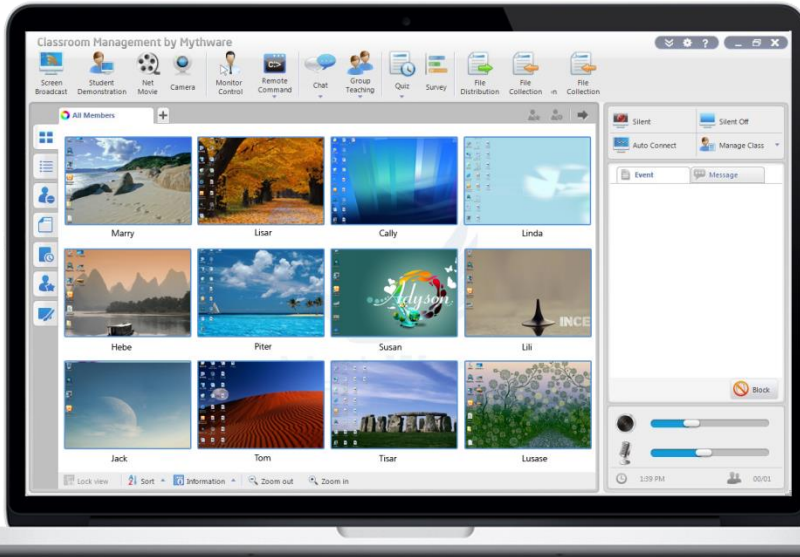 Classroom Management by Mythware
Screen Broadcast
Student Demonstration
Net Movie
Camera
Monitor Control
Remote Command
Chat
Group Teaching
Quiz
Survey
File Distribution
File Collection
n
File Collection
All Members
Marry
Lisar
Cally
Linda
Hebe
Piter
Susan
Adyson
Lili
INCE
Jack
Tom
Tisar
Lusase
Lock view
Sort
Information
Zoom out
Zoom in
Silent
Silent Off
Auto Connect
Manage Class
Event
Message
Block
1:39 PM
00/01